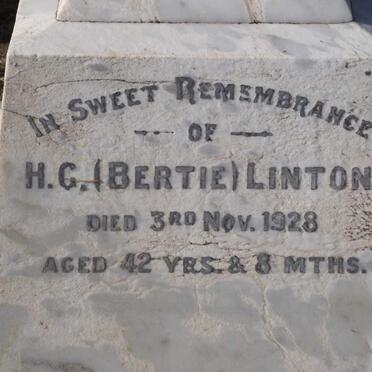 IN SWEET REMEMBRANCE
OF
H.G. (BERTIE) LINTON
DIED 3RD NOV. 1928
AGED 42 YRS. & 8 MTHS.